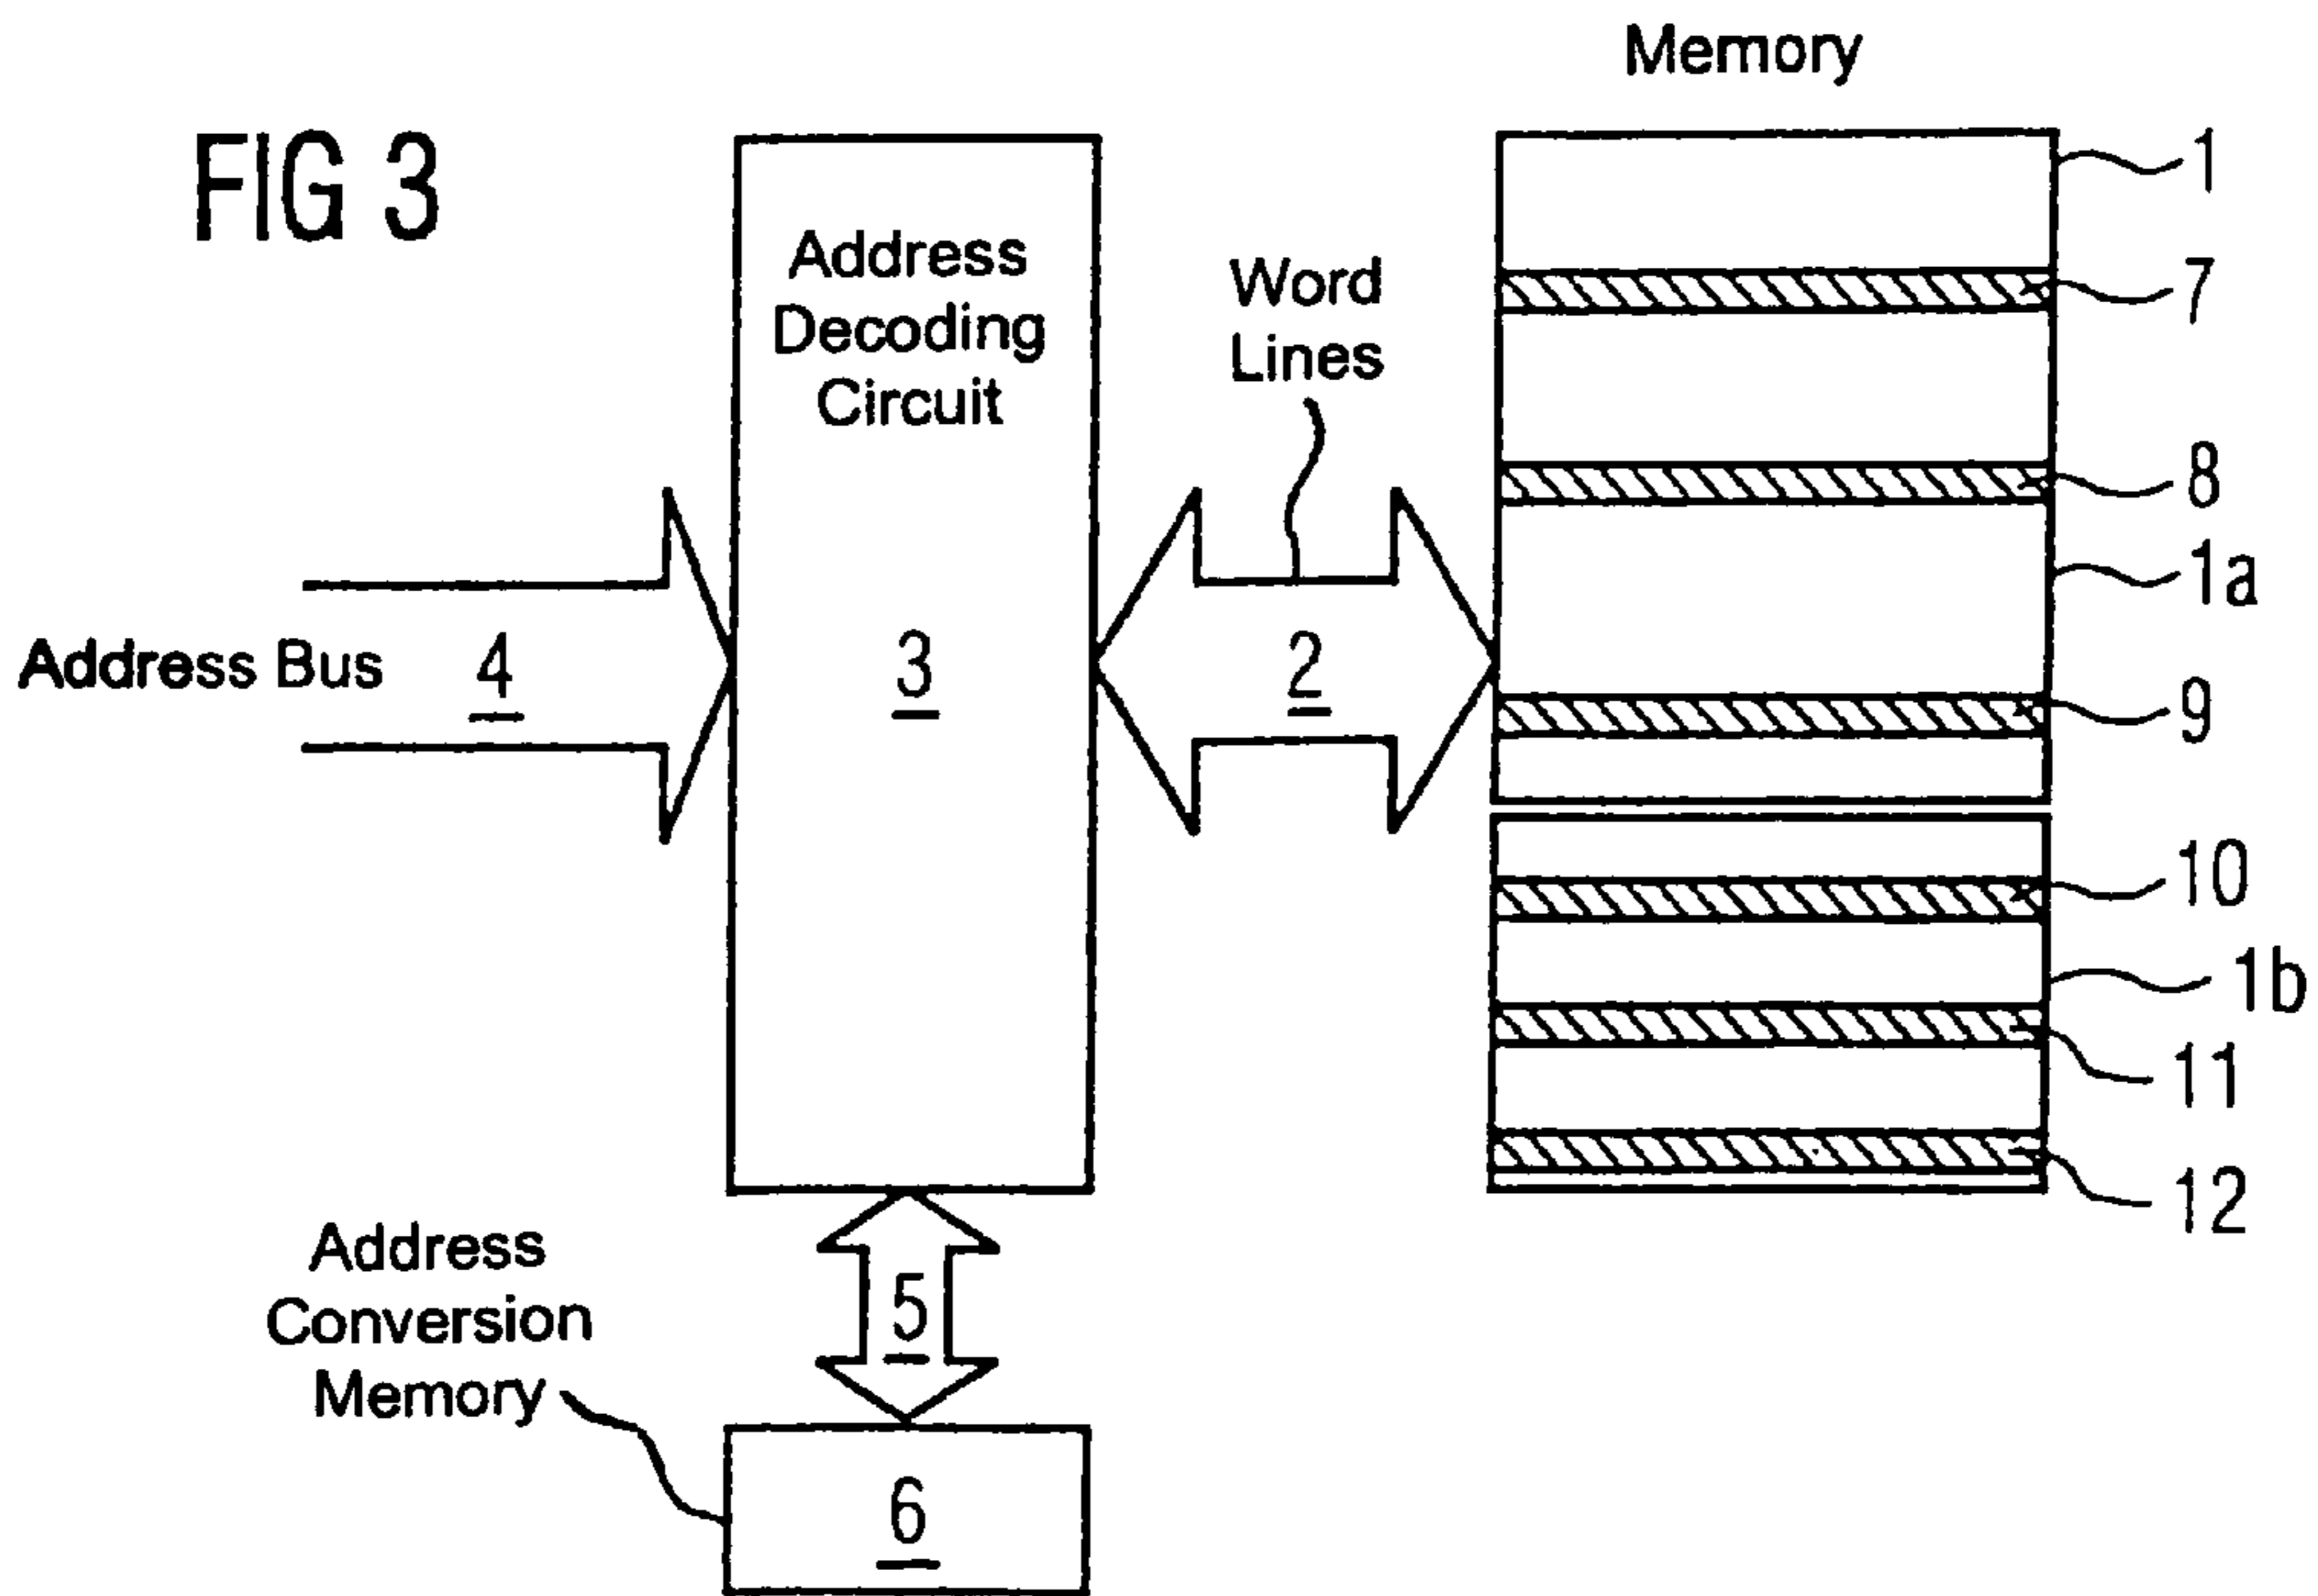 Memory
FIG 3
1
Address
Decoding
Circuit
Word
Lines
7
8
1a
Address Bus
4
3
2
9
10
1b
11
12
Address
Conversion
Memory
5
6